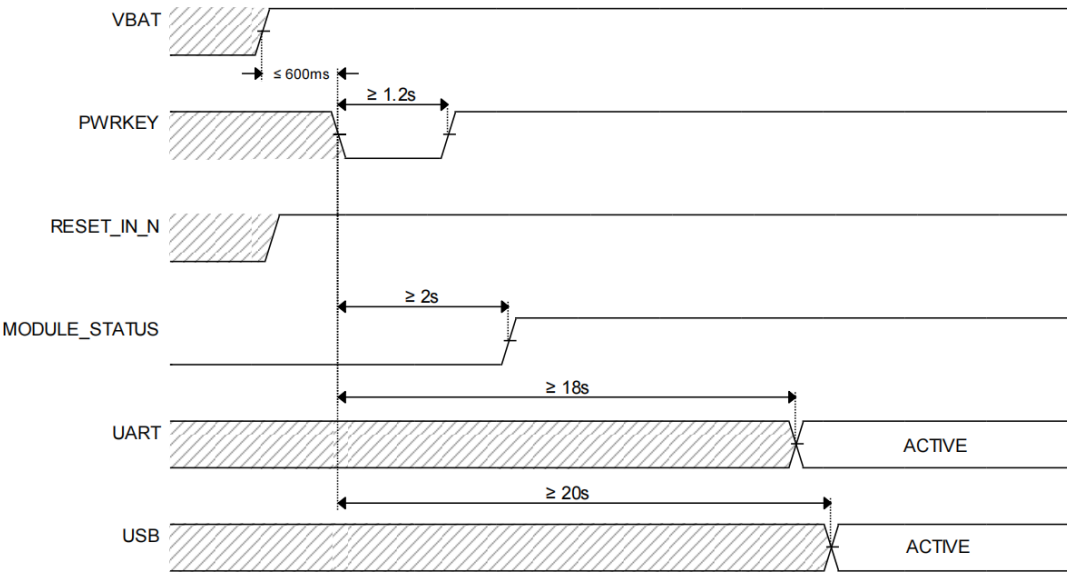 VBAT
≤ 600ms
≥ 1.2s
PWRKEY
RESET_IN_N
≥ 2s
MODULE_STATUS
≥ 18s
UART
ACTIVE
≥ 20s
USB
ACTIVE